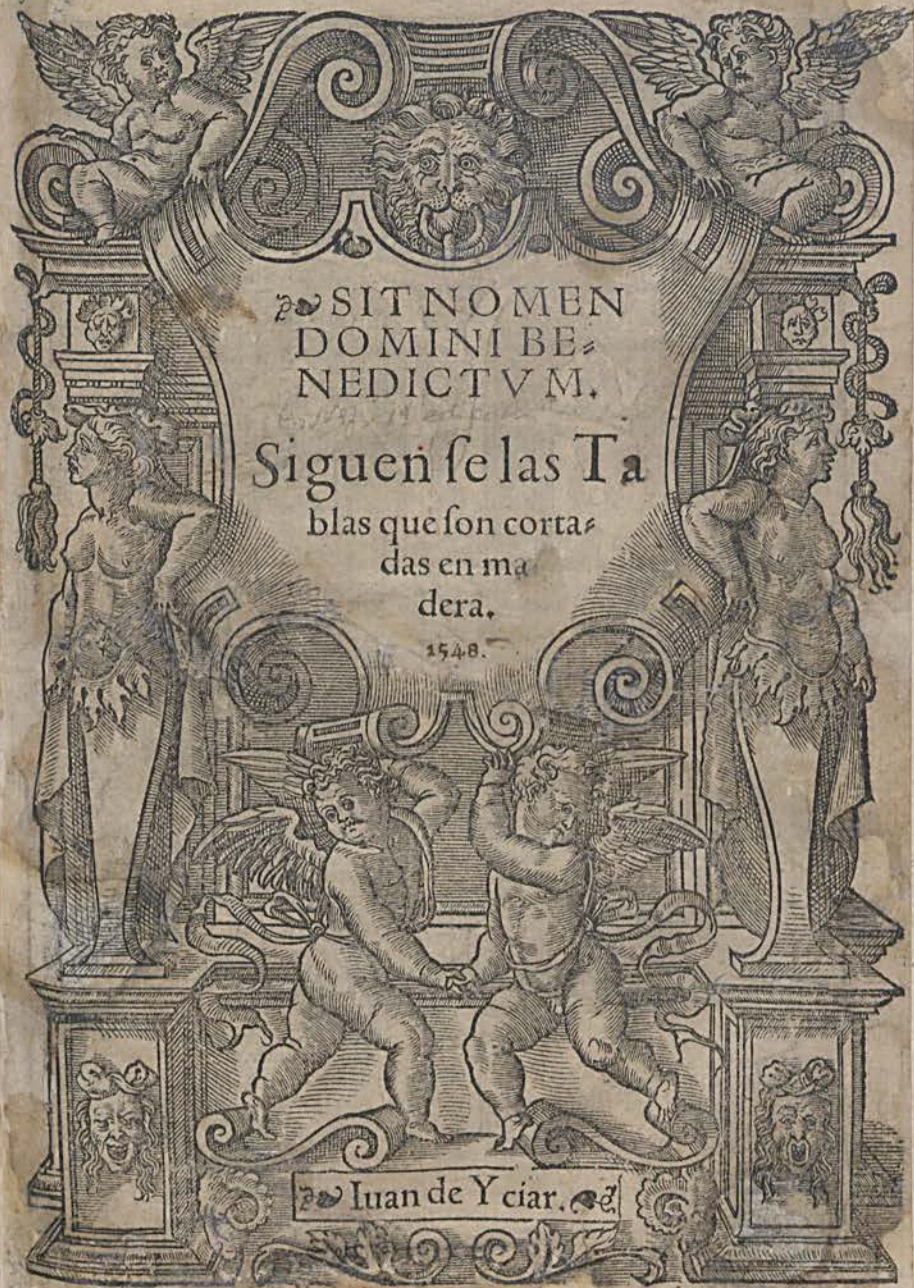 SIT NOMEN
DOMINI BE⸗
NEDICTVM.
Siguen ſe las Ta
blas que ſon corta⸗
das en ma
dera.
1548.
Iuan de Yciar.